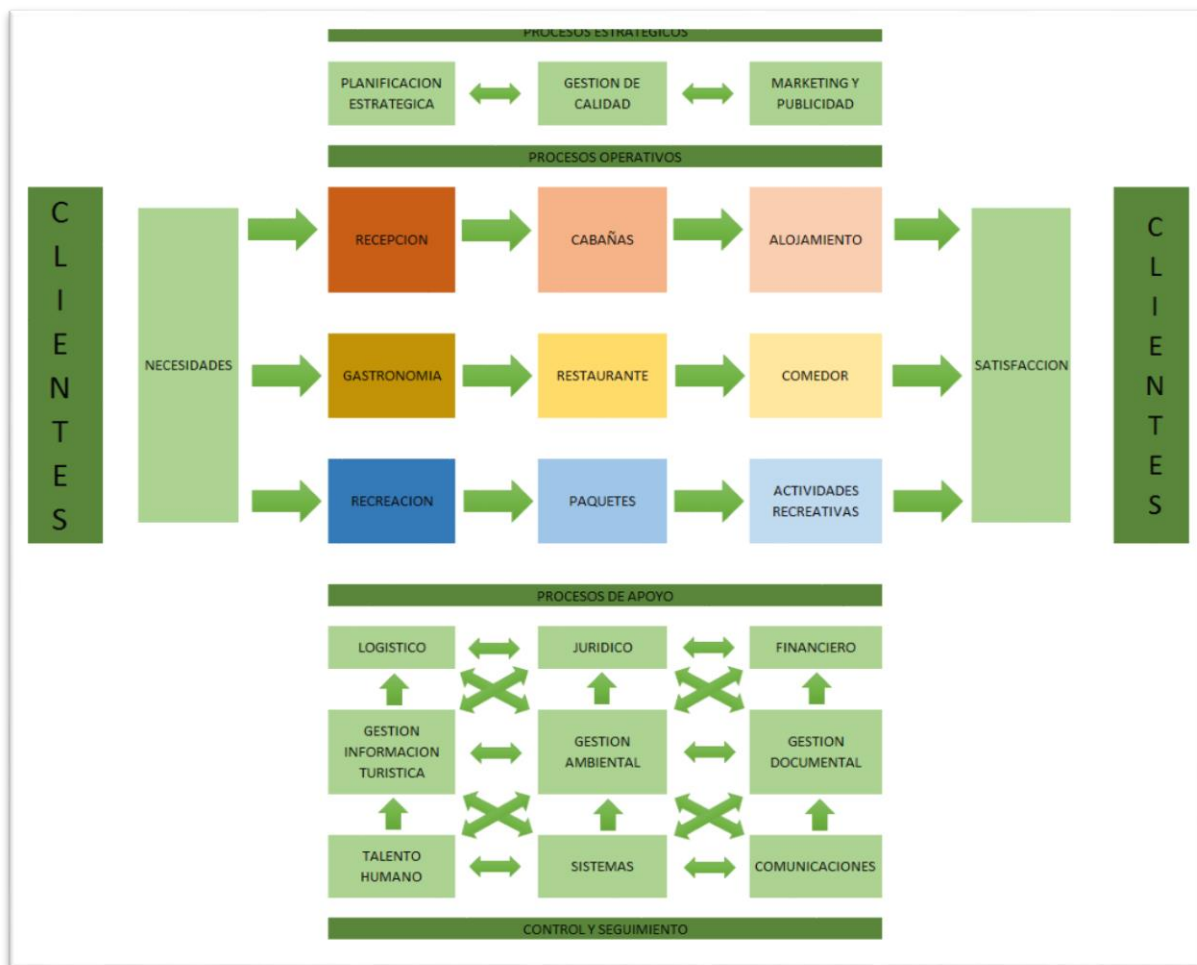 PROCESOS ESTRATEGICOS
PLANIFICACION
ESTRATEGICA
GESTION DE
CALIDAD
MARKETING Y
PUBLICIDAD
PROCESOS OPERATIVOS
CLIENTES
NECESIDADES
RECEPCION
CABAÑAS
ALOJAMIENTO
GASTRONOMIA
RESTAURANTE
COMEDOR
RECREACION
PAQUETES
ACTIVIDADES
RECREATIVAS
SATISFACCION
CLIENTES
PROCESOS DE APOYO
LOGISTICO
JURIDICO
FINANCIERO
GESTION
INFORMACION
TURISTICA
GESTION
AMBIENTAL
GESTION
DOCUMENTAL
TALENTO
HUMANO
SISTEMAS
COMUNICACIONES
CONTROL Y SEGUIMIENTO